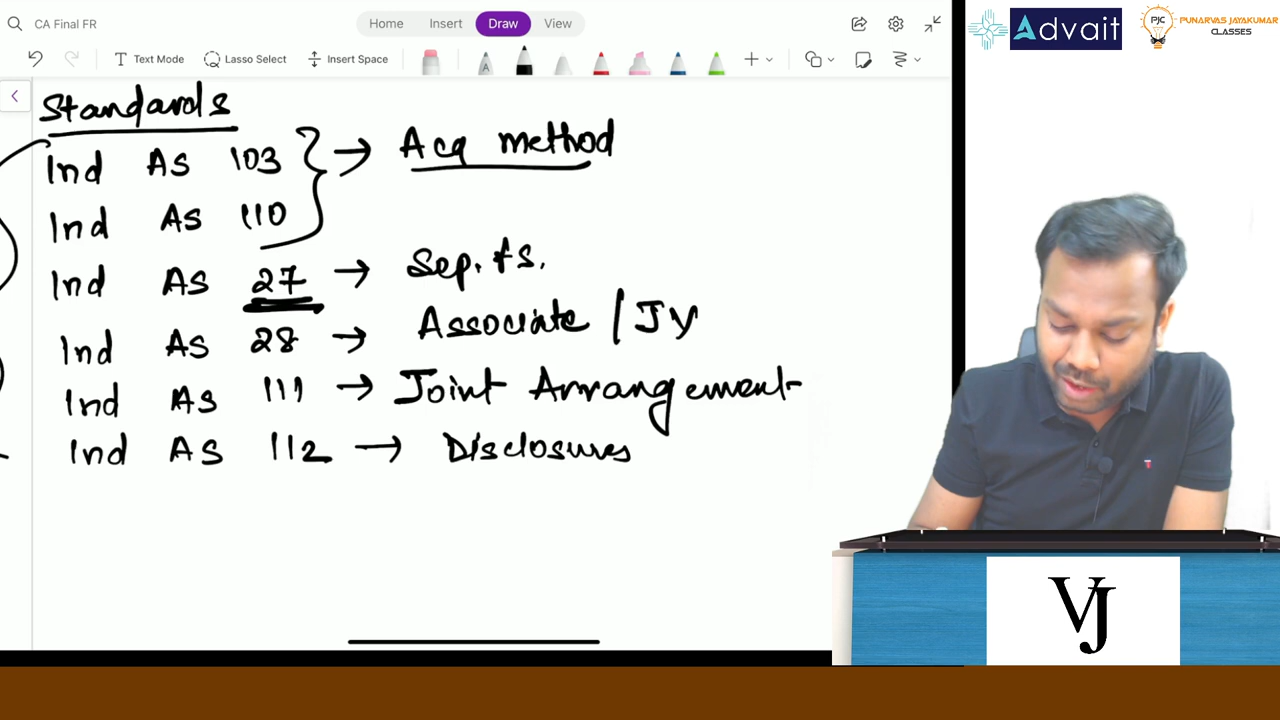 CA Final FR
Home Insert Draw View
Text Mode Lasso Select Insert Space
Advait
PJC PUNARVAS JAYAKUMAR
CLASSES
Standards
Ind AS 103 → Acq method
Ind AS 110
Ind AS 27 → Sep. fs.
Ind AS 28 → Associate / JV
Ind AS 111 → Joint Arrangement
Ind AS 112 → Disclosures
VJ